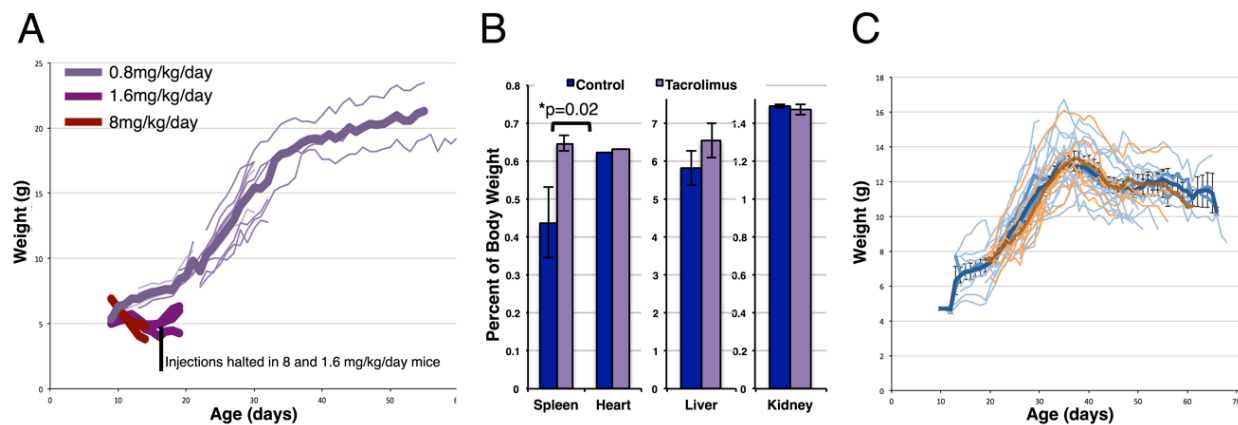 A
Weight (g)
25
20
15
10
5
0
0.8mg/kg/day
1.6mg/kg/day
8mg/kg/day
Injections halted in 8 and 1.6 mg/kg/day mice
10
20
30
40
50
Age (days)
B
Control
Tacrolimus
Percent of Body Weight
0.8
0.7
0.6
0.5
0.4
0.3
0.2
0.1
0
*p=0.02
8
7
6
5
4
3
2
1
0
1.6
1.4
1.2
1
0.8
0.6
0.4
0.2
0
Spleen
Heart
Liver
Kidney
C
Weight (g)
18
16
14
12
10
8
6
4
2
0
0
10
20
30
40
50
60
70
Age (days)